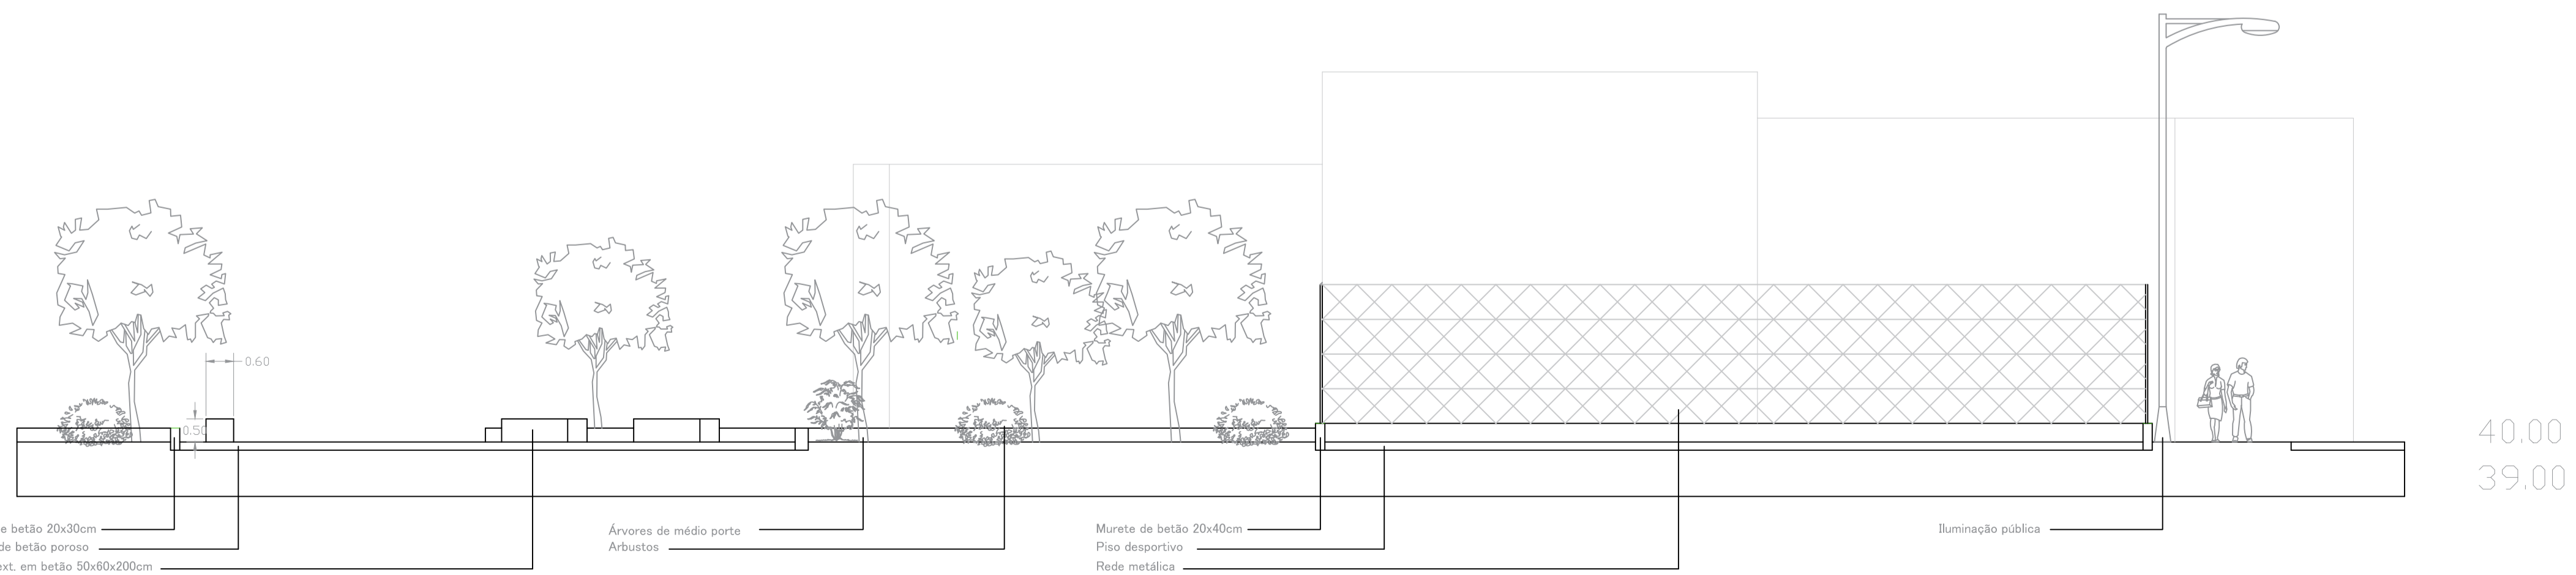 0.60
0.50
40.00
39.00
e betão 20x30cm
de betão poroso
ext. em betão 50x60x200cm
Árvores de médio porte
Arbustos
Murete de betão 20x40cm
Piso desportivo
Rede metálica
Iluminação pública